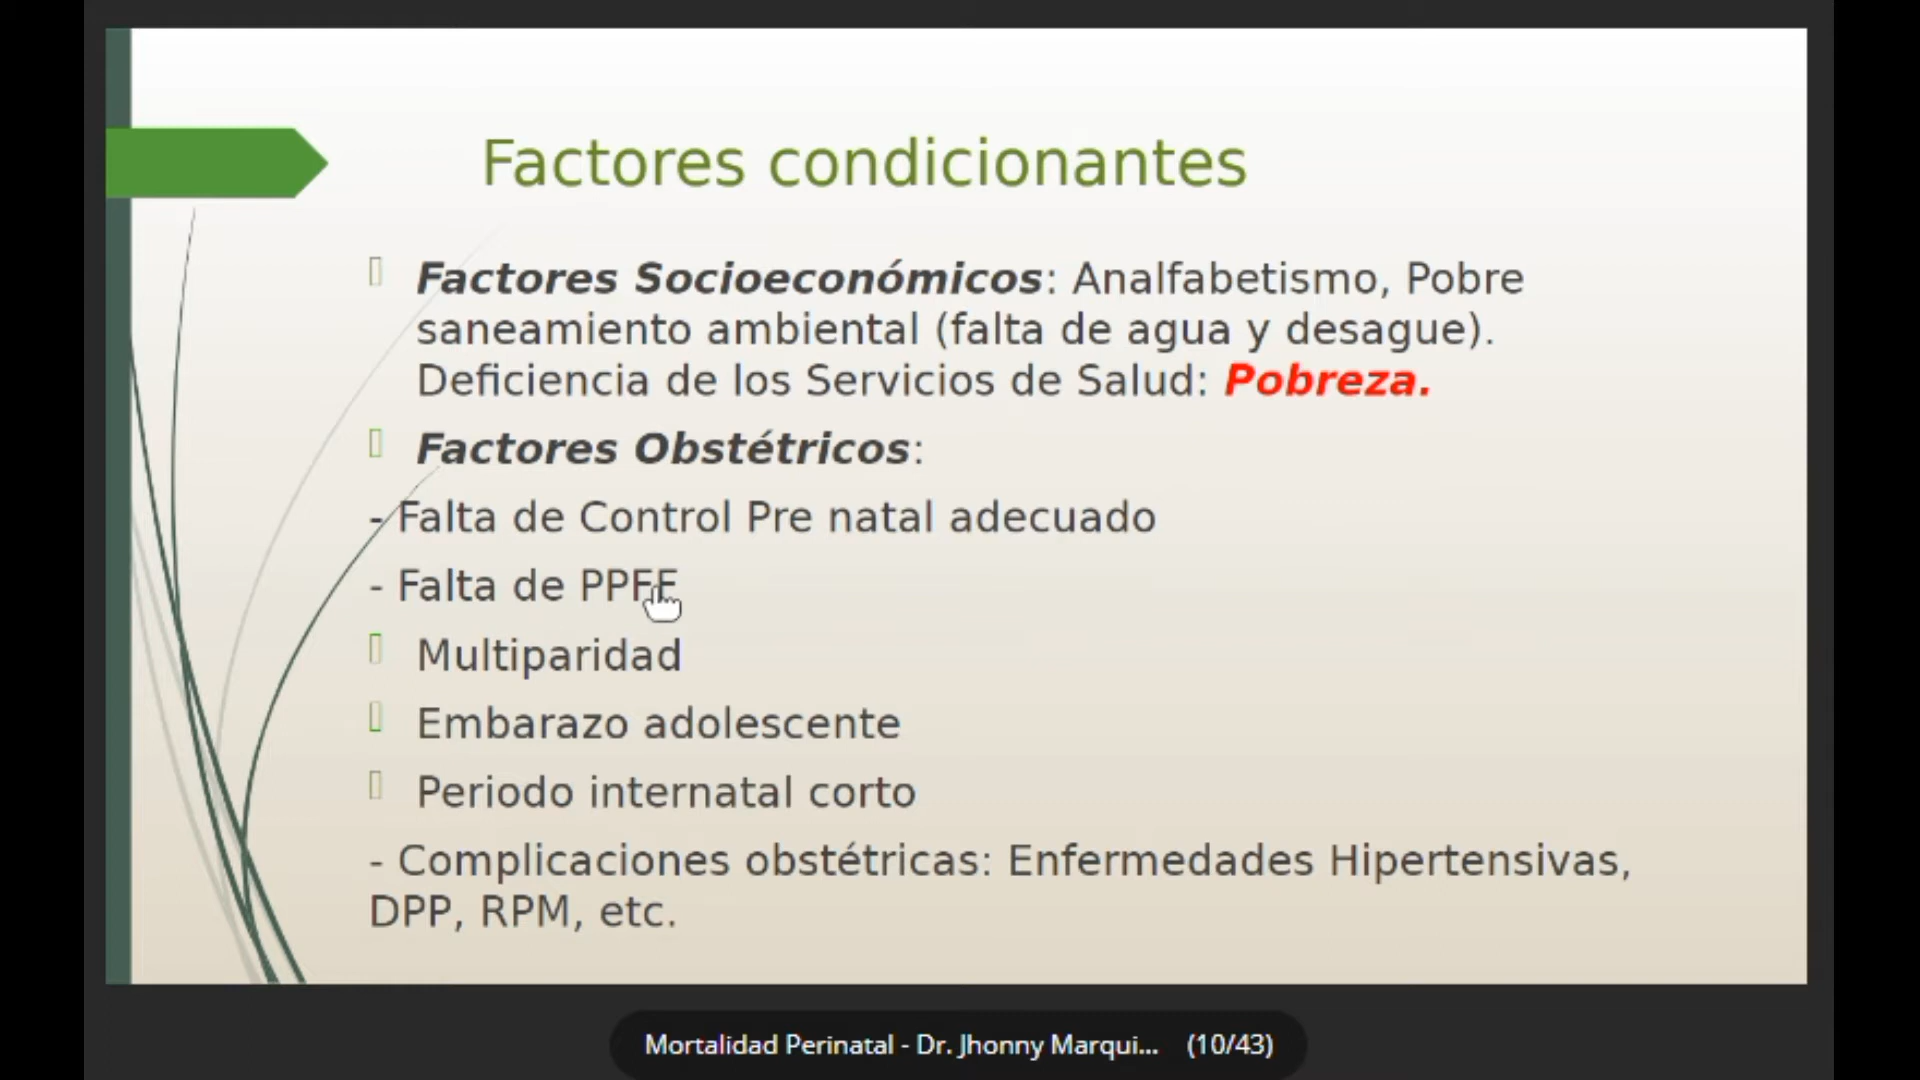 Factores condicionantes
Factores Socioeconómicos: Analfabetismo, Pobre
saneamiento ambiental (falta de agua y desague).
Deficiencia de los Servicios de Salud: Pobreza.
Factores Obstétricos:
- Falta de Control Pre natal adecuado
- Falta de PPFF
Multiparidad
Embarazo adolescente
Periodo internatal corto
- Complicaciones obstétricas: Enfermedades Hipertensivas,
DPP, RPM, etc.
Mortalidad Perinatal - Dr. Jhonny Marqui... (10/43)